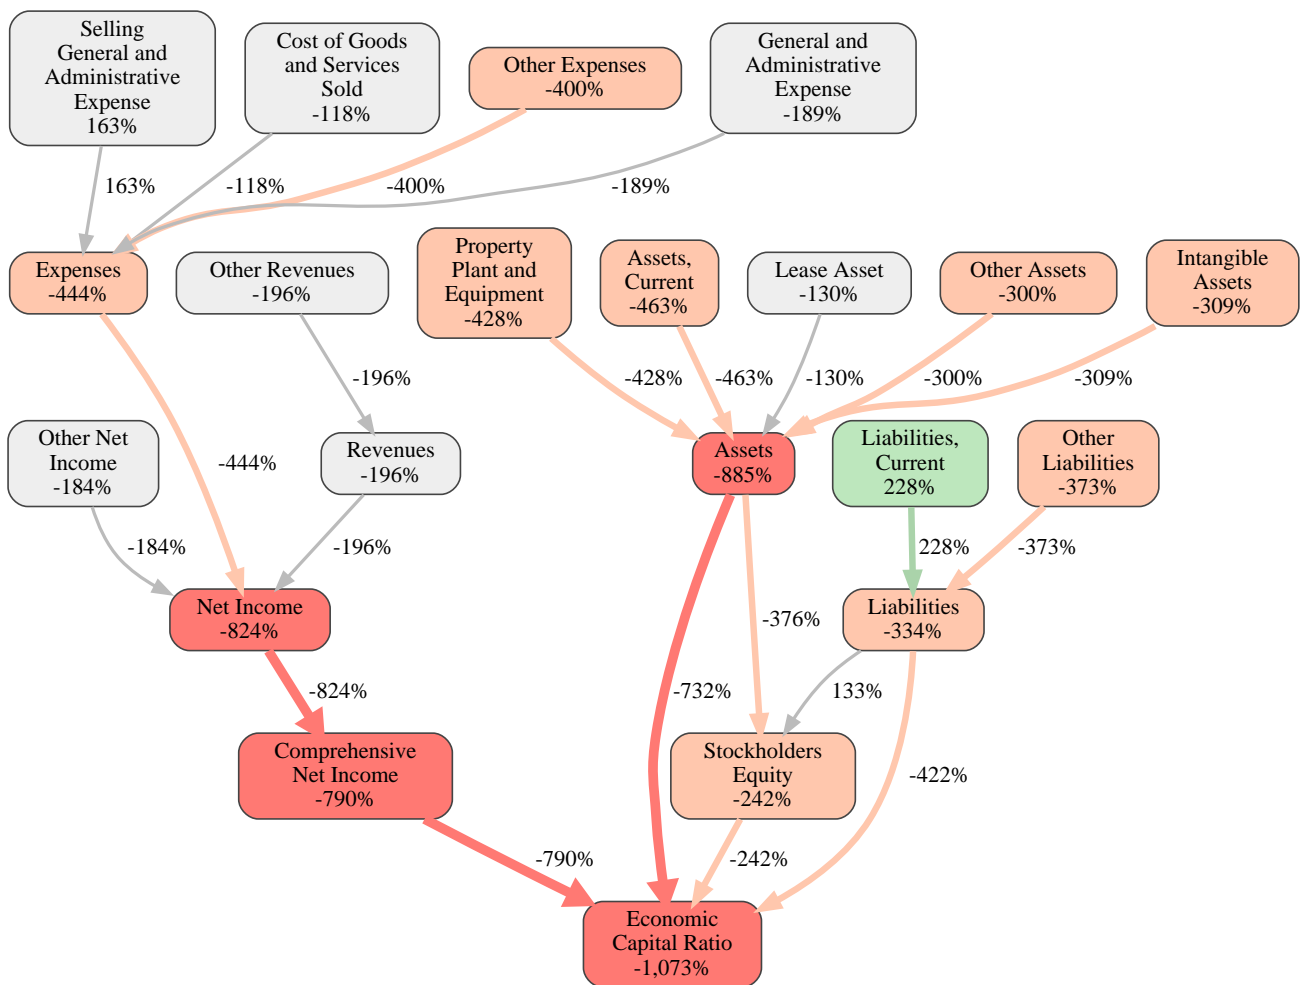 Selling
General and
Administrative
Expense
163%
Cost of Goods
and Services
Sold
-118%
Other Expenses
-400%
General and
Administrative
Expense
-189%
163%
-118%
-400%
-189%
Expenses
-444%
Other Revenues
-196%
Property
Plant and
Equipment
-428%
Assets,
Current
-463%
Lease Asset
-130%
Other Assets
-300%
Intangible
Assets
-309%
-196%
-428%
-463%
-130%
-300%
-309%
Other Net
Income
-184%
-444%
Revenues
-196%
Assets
-885%
Liabilities,
Current
228%
Other
Liabilities
-373%
-184%
-196%
228%
-373%
Net Income
-824%
-376%
Liabilities
-334%
-824%
-732%
133%
Comprehensive
Net Income
-790%
Stockholders
Equity
-242%
-422%
-790%
-242%
Economic
Capital Ratio
-1,073%